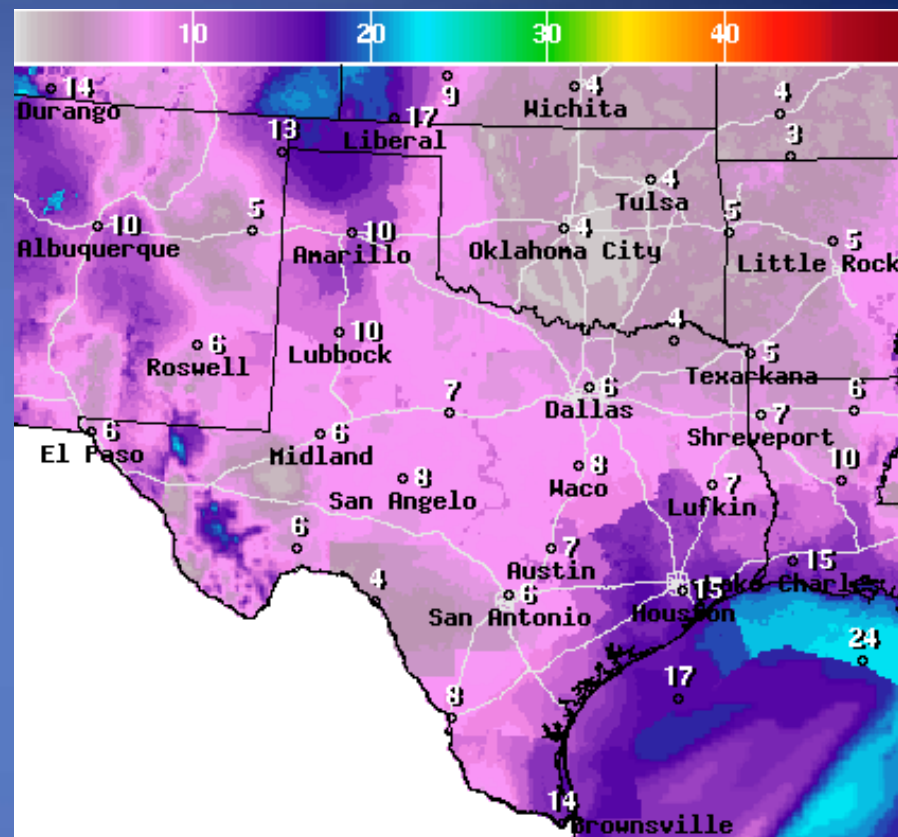 10 20 30 40
14
Durango
9
4
Wichita
4
17
Liberal
13
3
4
Tulsa
10
Albuquerque
5
10
Amarillo
4
Oklahoma City
5
5
Little Rock
6
Roswell
10
Lubbock
4
5
Texarkana
6
Dallas
7
7
Shreveport
6
6
El Paso
6
Midland
8
San Angelo
8
Waco
7
Lufkin
10
6
7
Austin
15
Lake Charles
4
6
San Antonio
15
Houston
24
17
8
14
Brownsville